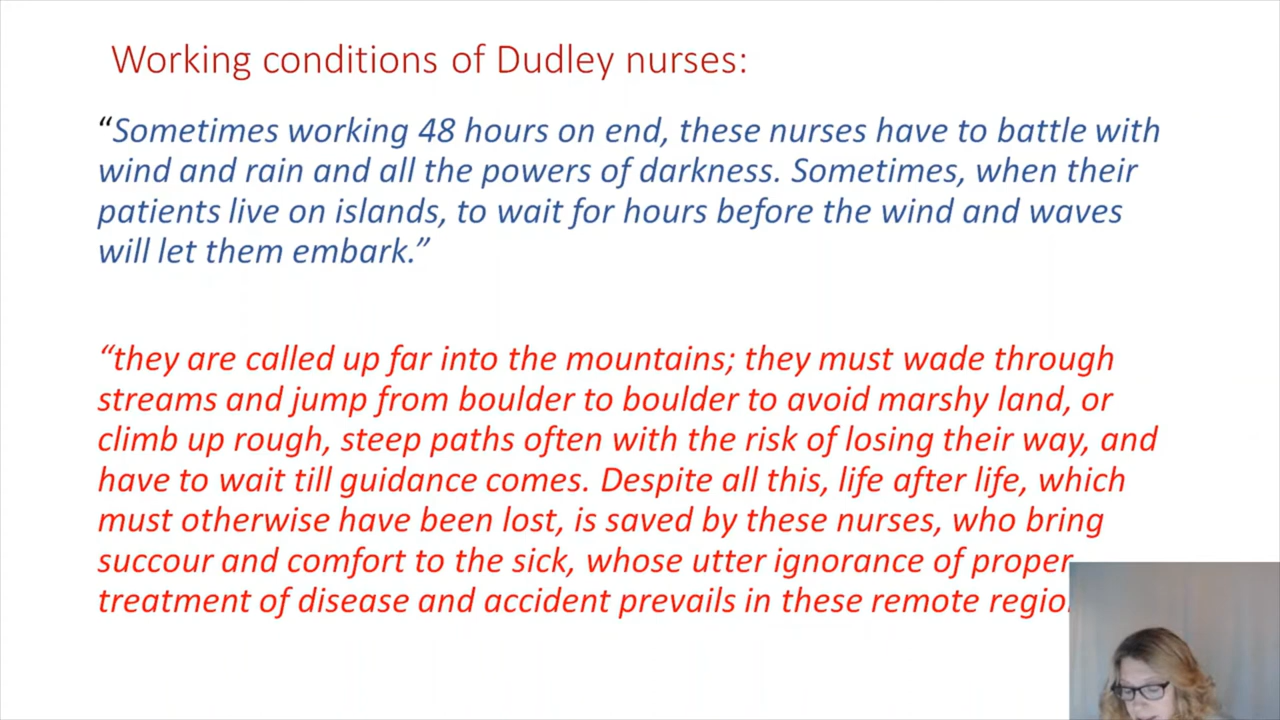 Working conditions of Dudley nurses:
“Sometimes working 48 hours on end, these nurses have to battle with
wind and rain and all the powers of darkness. Sometimes, when their
patients live on islands, to wait for hours before the wind and waves
will let them embark.”
“they are called up far into the mountains; they must wade through
streams and jump from boulder to boulder to avoid marshy land, or
climb up rough, steep paths often with the risk of losing their way, and
have to wait till guidance comes. Despite all this, life after life, which
must otherwise have been lost, is saved by these nurses, who bring
succour and comfort to the sick, whose utter ignorance of proper
treatment of disease and accident prevails in these remote